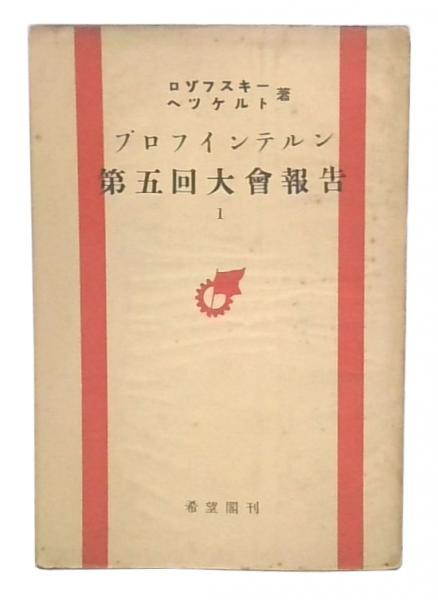 ロゾフスキー
ヘツケルト 著
プロフインテルン
第五回大會報告
1
希望閣刊